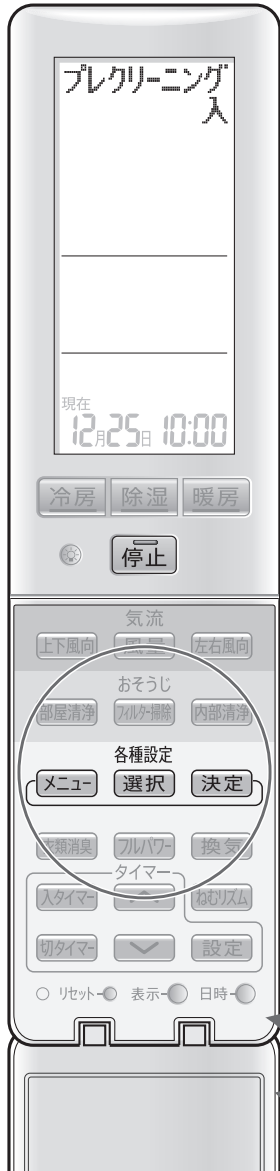 プレクリーニング
入
現在
12月25日 10:00
冷房 除湿 暖房
停止
気流
上下風向 風量 左右風向
おそうじ
部屋清浄 フィルター掃除 内部清浄
各種設定
メニュー 選択 決定
衣類消臭 フルパワー 換気
タイマー
入タイマー ねむリズム
切タイマー 設定
リセット 表示 日時